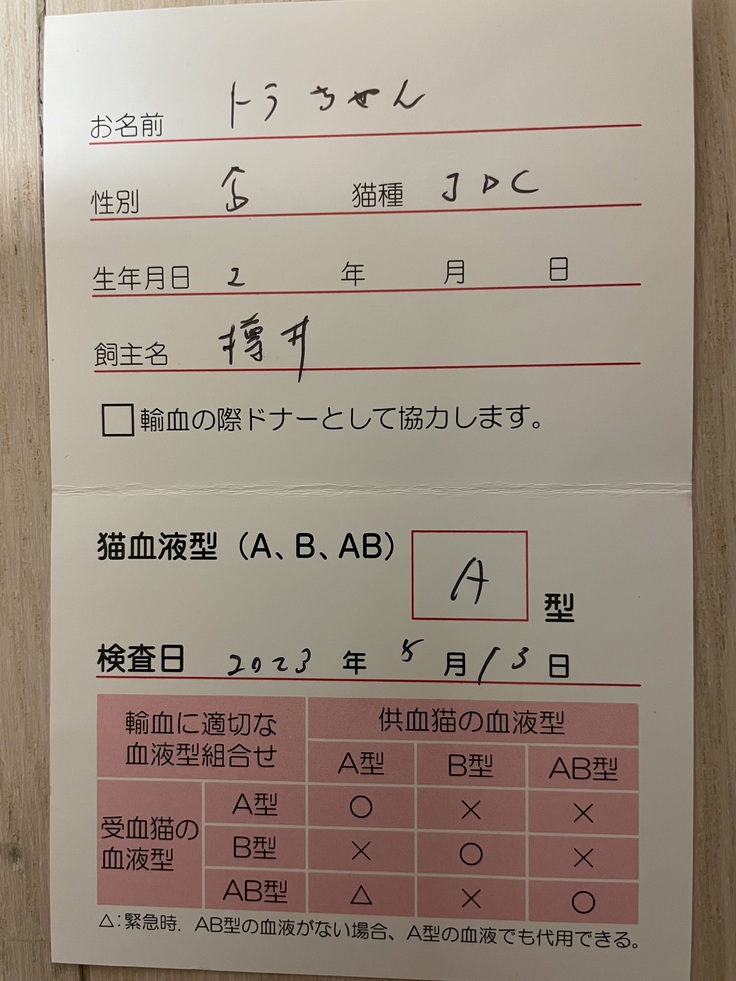 お名前 トラちゃん
性別 猫種 JDC
生年月日 2 年 月 日
飼主名 樽井
□輸血の際ドナーとして協力します。
猫血液型（A、B、AB） A 型
検査日 2023 年 5 月 13 日
輸血に適切な 供血猫の血液型
血液型組合せ A型 B型 AB型
受血猫の血液型 A型 ○ × ×
B型 × ○ ×
AB型 △ × ○
△：緊急時、AB型の血液がない場合、A型の血液でも代用できる。